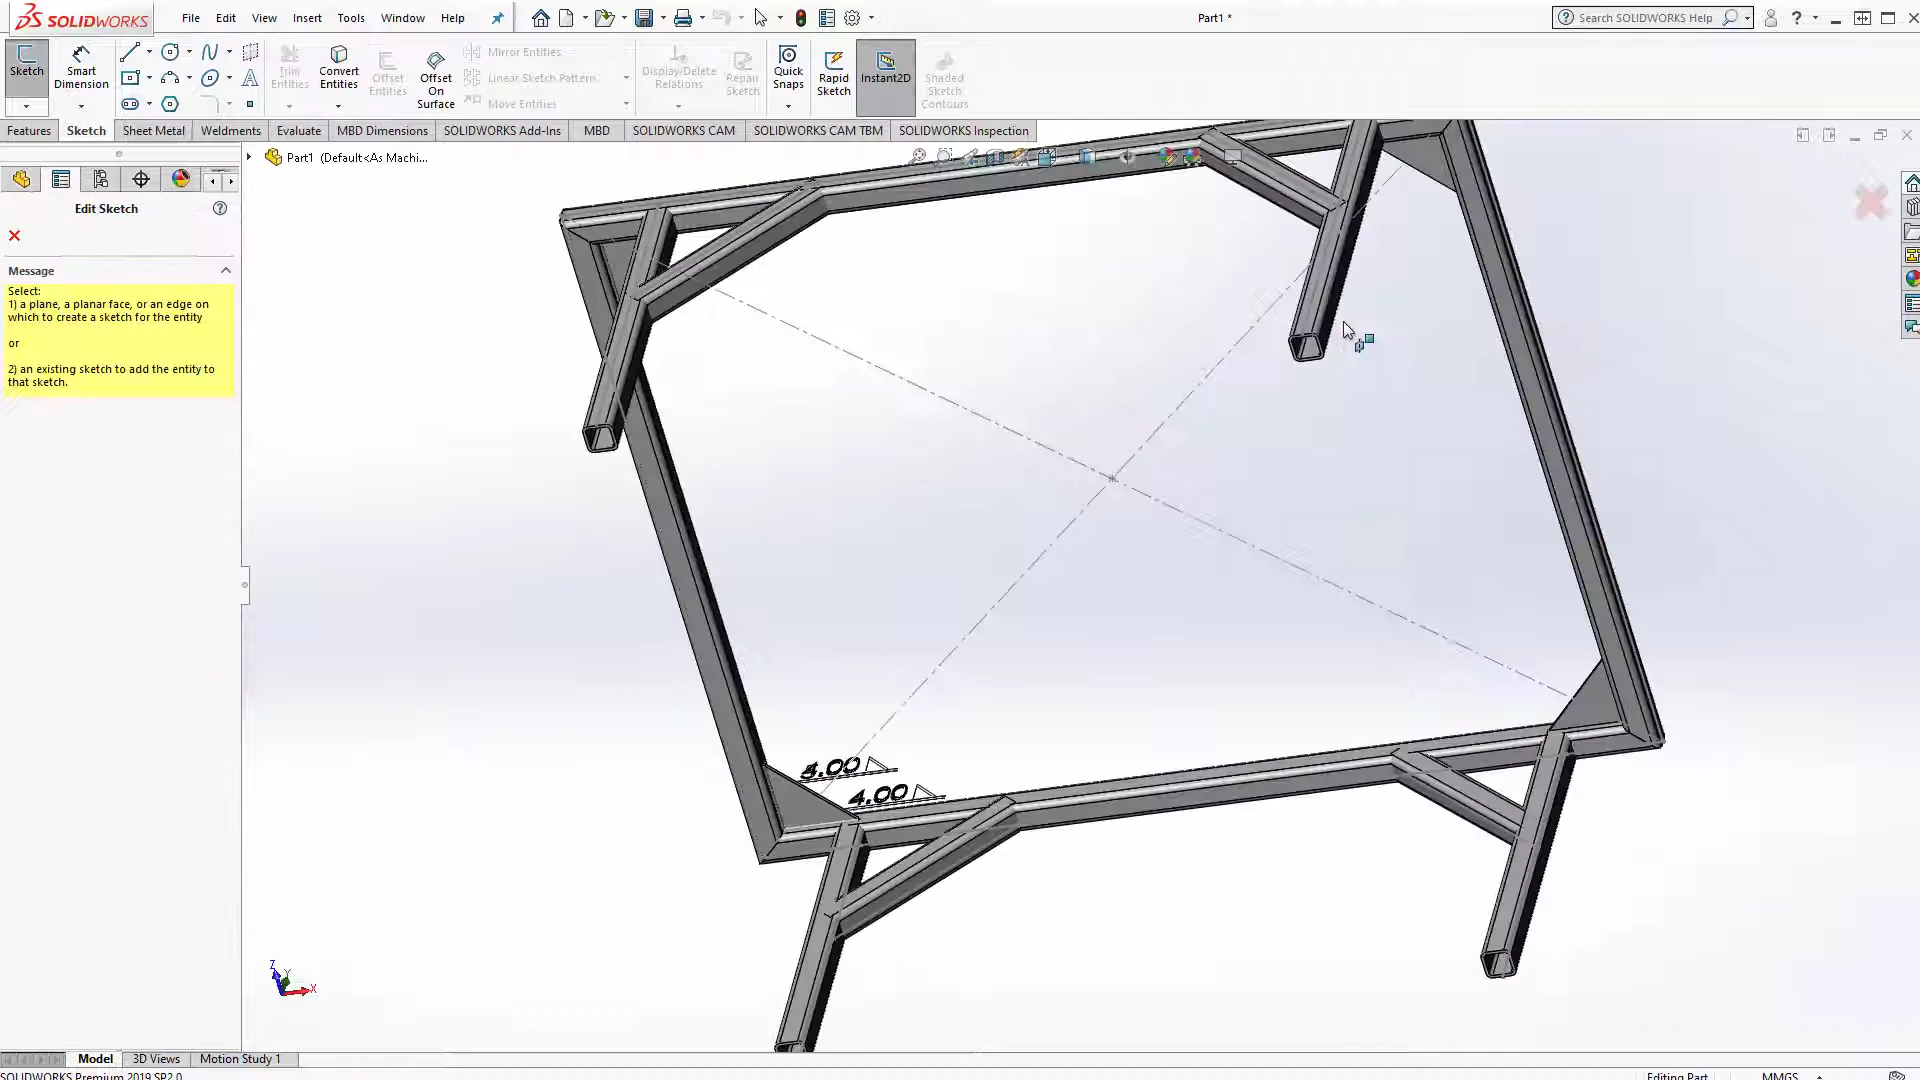 SOLIDWORKS
File Edit View Insert Tools Window Help
Part1 *
Search SOLIDWORKS Help
Sketch
Smart Dimension
Trim Entities
Convert Entities
Offset Entities
Offset On Surface
Mirror Entities
Linear Sketch Pattern
Move Entities
Display/Delete Relations
Repair Sketch
Quick Snaps
Rapid Sketch
Instant2D
Shaded Sketch Contours
Features Sketch Sheet Metal Weldments Evaluate MBD Dimensions SOLIDWORKS Add-Ins MBD SOLIDWORKS CAM SOLIDWORKS CAM TBM SOLIDWORKS Inspection
Part1 (Default<As Machi...
Edit Sketch
Message
Select:
1) a plane, a planar face, or an edge on
which to create a sketch for the entity
or
2) an existing sketch to add the entity to
that sketch.
4.00
Z
Y
X
Model 3D Views Motion Study 1
SOLIDWORKS Premium 2019 SP2.0
Editing Part
MMGS